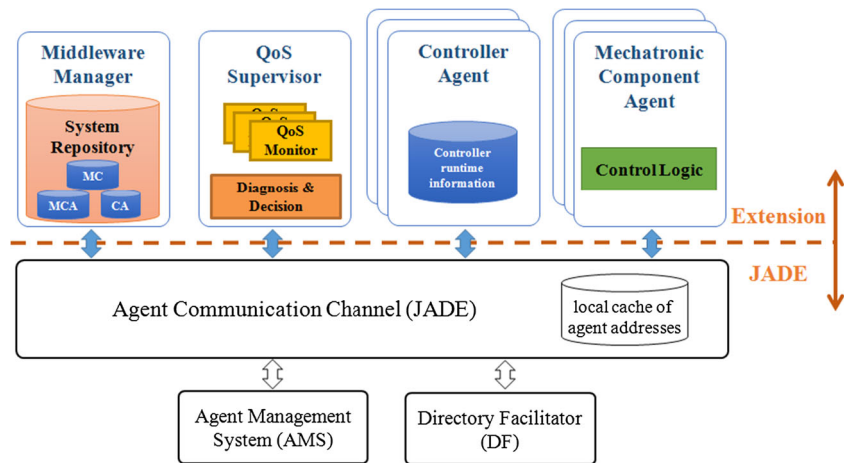 Middleware
Manager
System
Repository
MC
MCA
CA
QoS
Supervisor
QoS
QoS
QoS
Monitor
Diagnosis &
Decision
Controller
Agent
Controller
runtime
information
Mechatronic
Component
Agent
Control Logic
Extension
JADE
Agent Communication Channel (JADE)
local cache of
agent addresses
Agent Management
System (AMS)
Directory Facilitator
(DF)